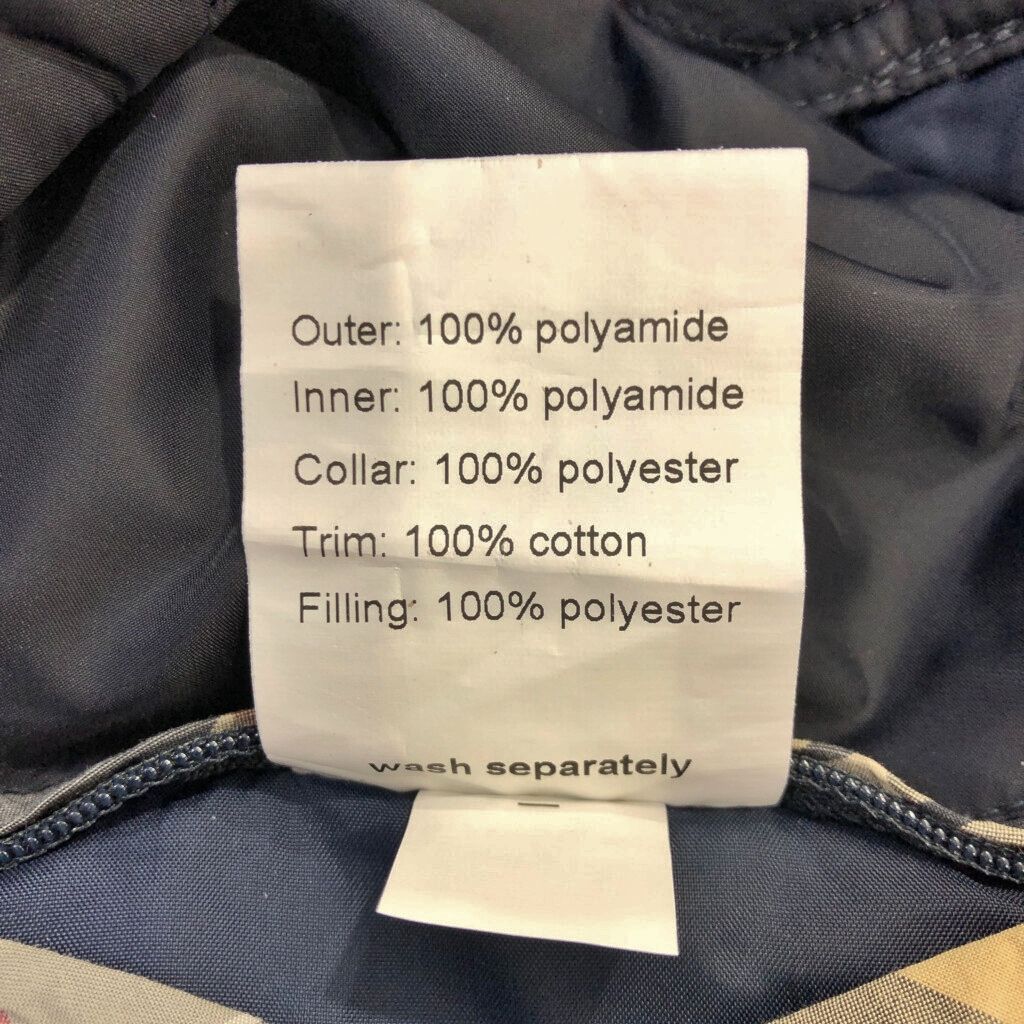 Outer: 100% polyamide
Inner: 100% polyamide
Collar: 100% polyester
Trim: 100% cotton
Filling: 100% polyester
wash separately